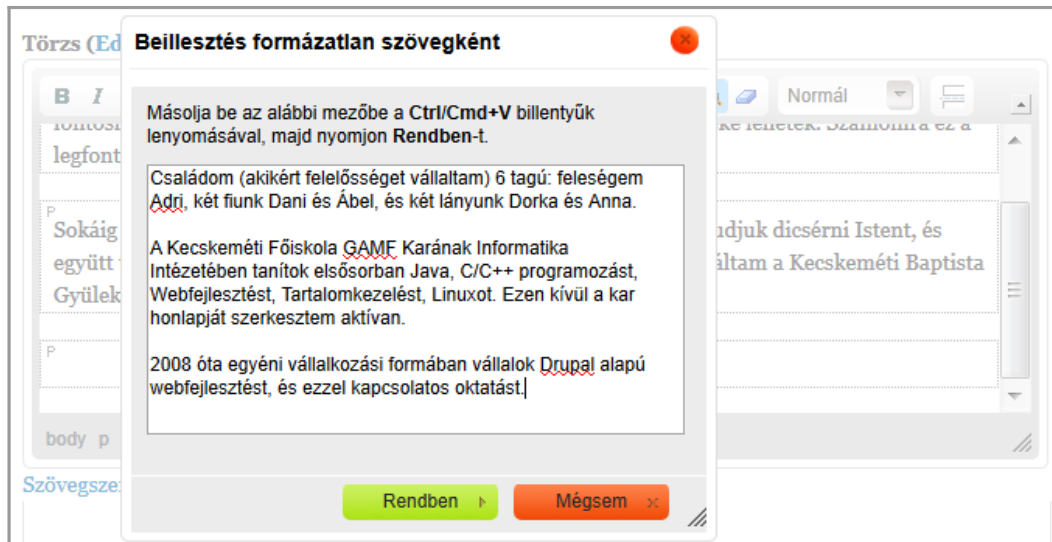 Törzs (Ed
Beillesztés formázatlan szövegként
B I
Normál
legfont
Számomra ez a
Másolja be az alábbi mezőbe a Ctrl/Cmd+V billentyűk
lenyomásával, majd nyomjon Rendben-t.
Családom (akikért felelősséget vállaltam) 6 tagú: feleségem
Adri, két fiunk Dani és Ábel, és két lányunk Dorka és Anna.
A Kecskeméti Főiskola GAMF Karának Informatika
Intézetében tanítok elsősorban Java, C/C++ programozást,
Webfejlesztést, Tartalomkezelést, Linuxot. Ezen kívül a kar
honlapját szerkesztem aktívan.
2008 óta egyéni vállalkozási formában vállalok Drupal alapú
webfejlesztést, és ezzel kapcsolatos oktatást.
P
Sokáig udjuk dicsérni Istent, és
együtt áltam a Kecskeméti Baptista
Gyülek
P
body p
Szövegsze
Rendben Mégsem